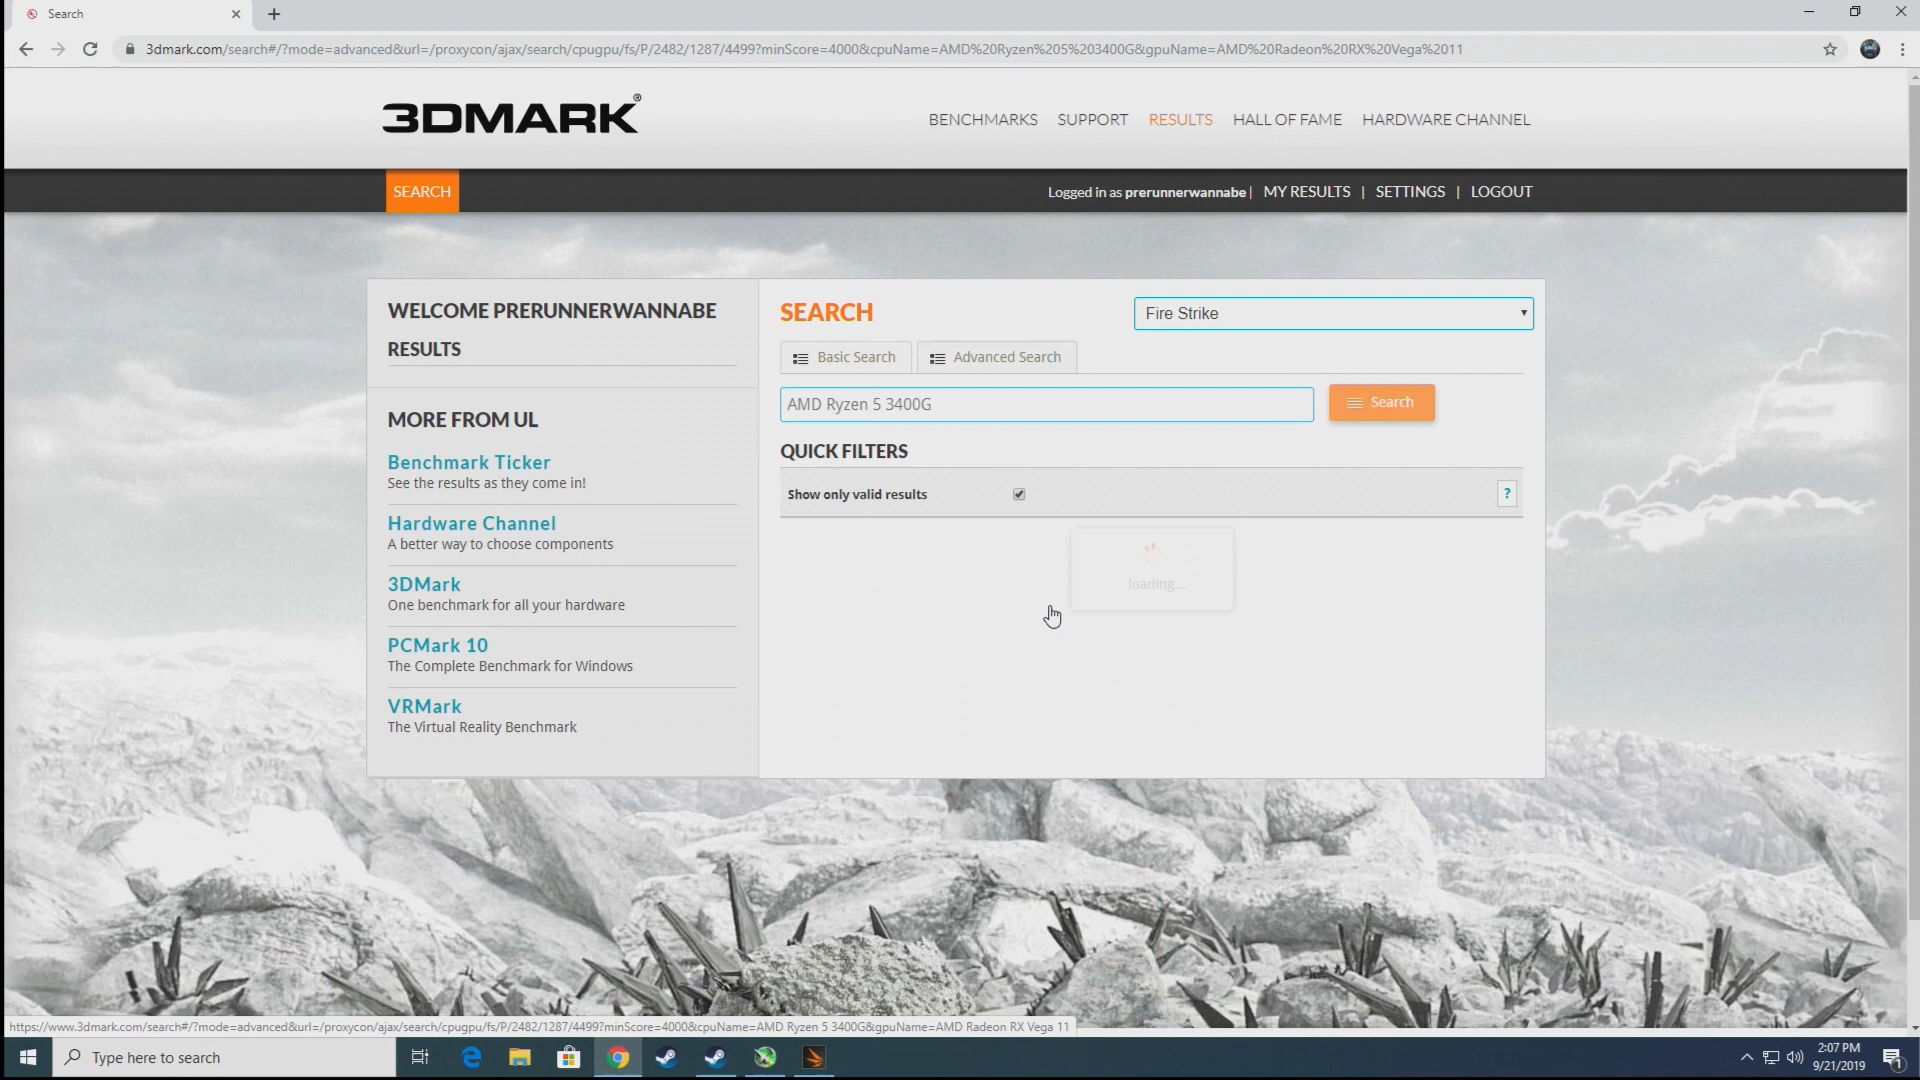 Search
3dmark.com/search#/?mode=advanced&url=/proxycon/ajax/search/cpugpu/fs/P/2482/1287/4499?minScore=4000&cpuName=AMD%20Ryzen%205%203400G&gpuName=AMD%20Radeon%20RX%20Vega%2011
3DMARK®
BENCHMARKS SUPPORT RESULTS HALL OF FAME HARDWARE CHANNEL
SEARCH
Logged in as prerunnerwannabe | MY RESULTS | SETTINGS | LOGOUT
WELCOME PRERUNNERWANNABE
RESULTS
MORE FROM UL
Benchmark Ticker
See the results as they come in!
Hardware Channel
A better way to choose components
3DMark
One benchmark for all your hardware
PCMark 10
The Complete Benchmark for Windows
VRMark
The Virtual Reality Benchmark
SEARCH
Fire Strike
Basic Search
Advanced Search
AMD Ryzen 5 3400G
Search
QUICK FILTERS
Show only valid results
?
loading...
https://www.3dmark.com/search#/?mode=advanced&url=/proxycon/ajax/search/cpugpu/fs/P/2482/1287/4499?minScore=4000&cpuName=AMD Ryzen 5 3400G&gpuName=AMD Radeon RX Vega 11
Type here to search
2:07 PM
9/21/2019
1